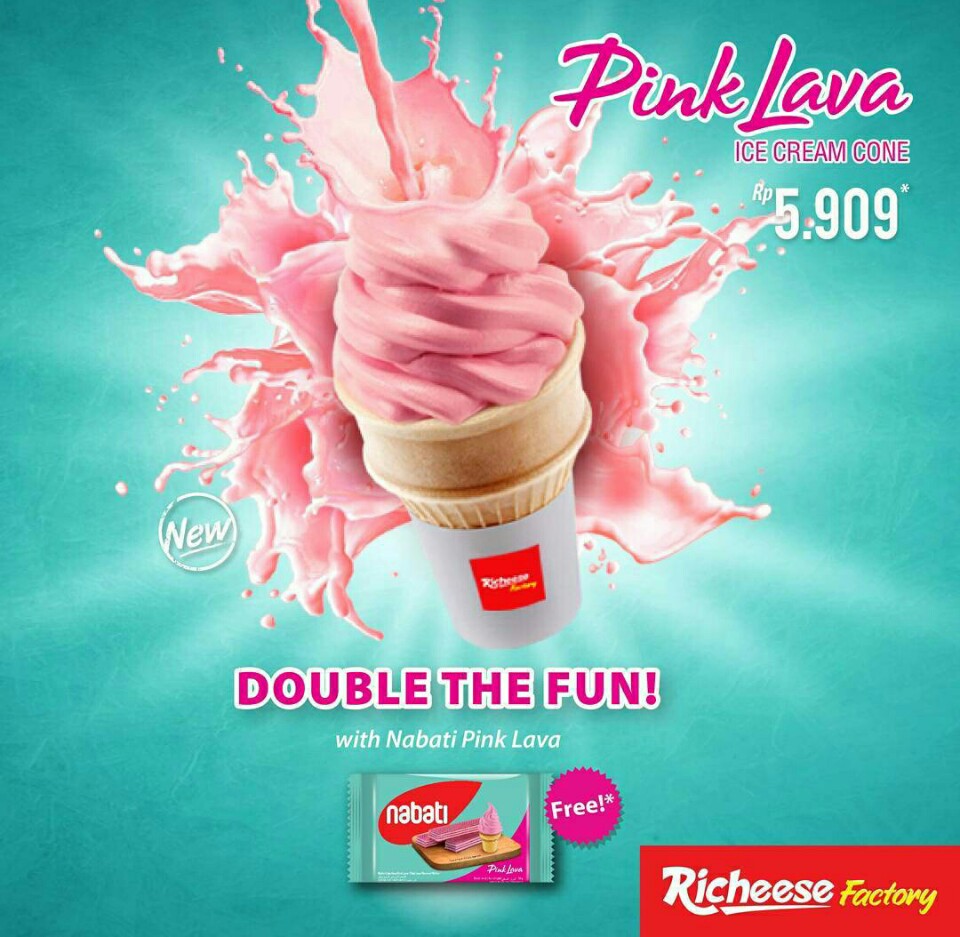 Pink Lava
ICE CREAM CONE
Rp 5.909*
New
Richeese
Factory
DOUBLE THE FUN!
with Nabati Pink Lava
nabati
Pink Lava
Free!*
Richeese Factory